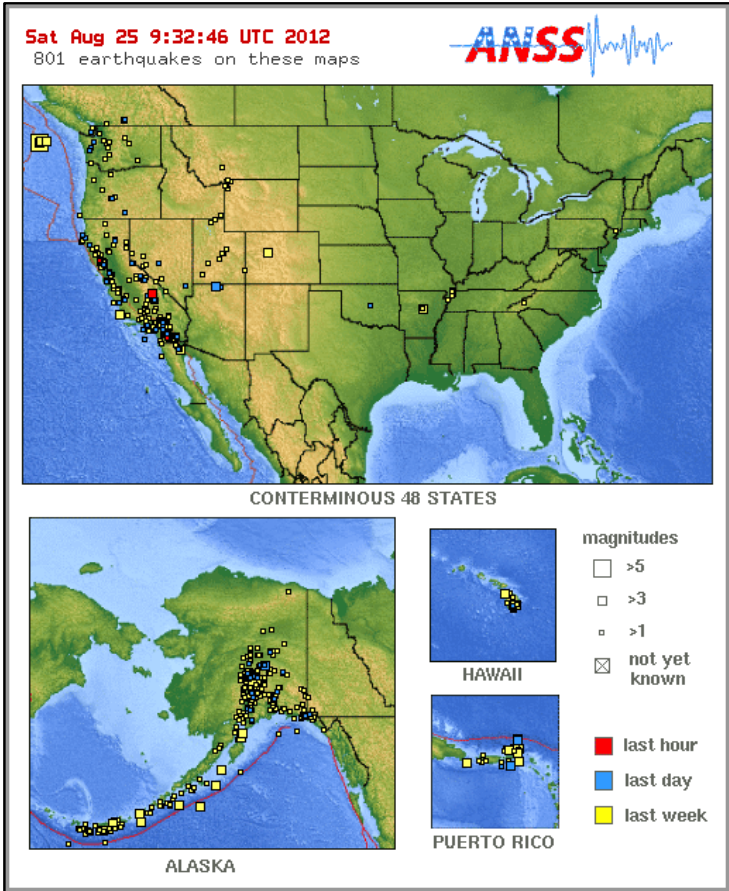 Sat Aug 25 9:32:46 UTC 2012
801 earthquakes on these maps
ANSS
CONTERMINOUS 48 STATES
magnitudes
>5
>3
>1
not yet
known
HAWAII
last hour
last day
last week
PUERTO RICO
ALASKA